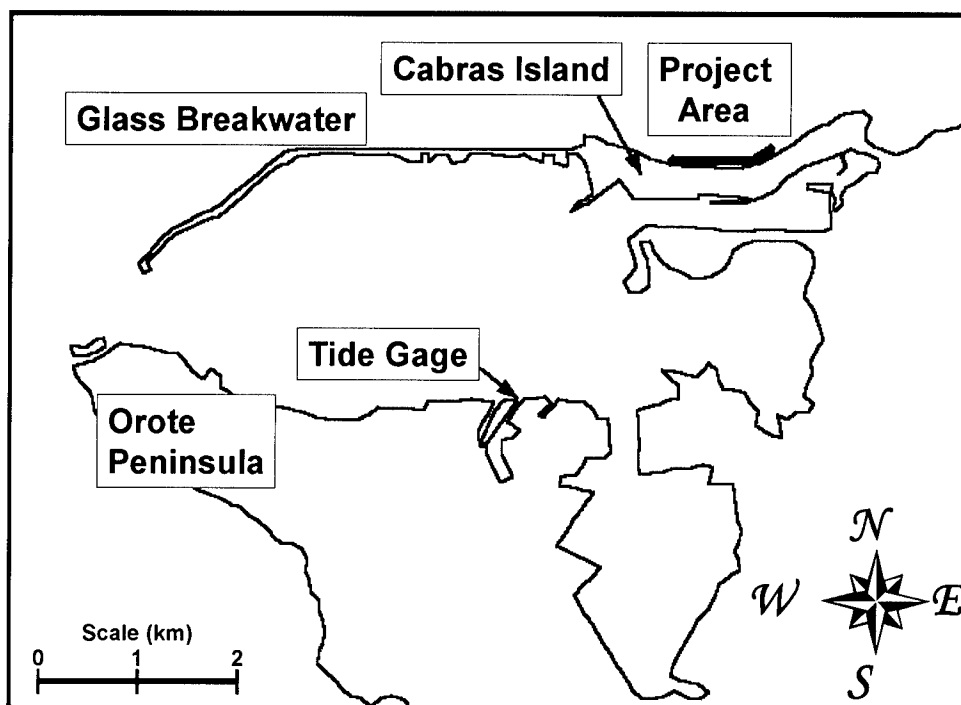 Cabras Island
Project
Area
Glass Breakwater
Tide Gage
Orote
Peninsula
N
W
E
S
Scale (km)
0 1 2